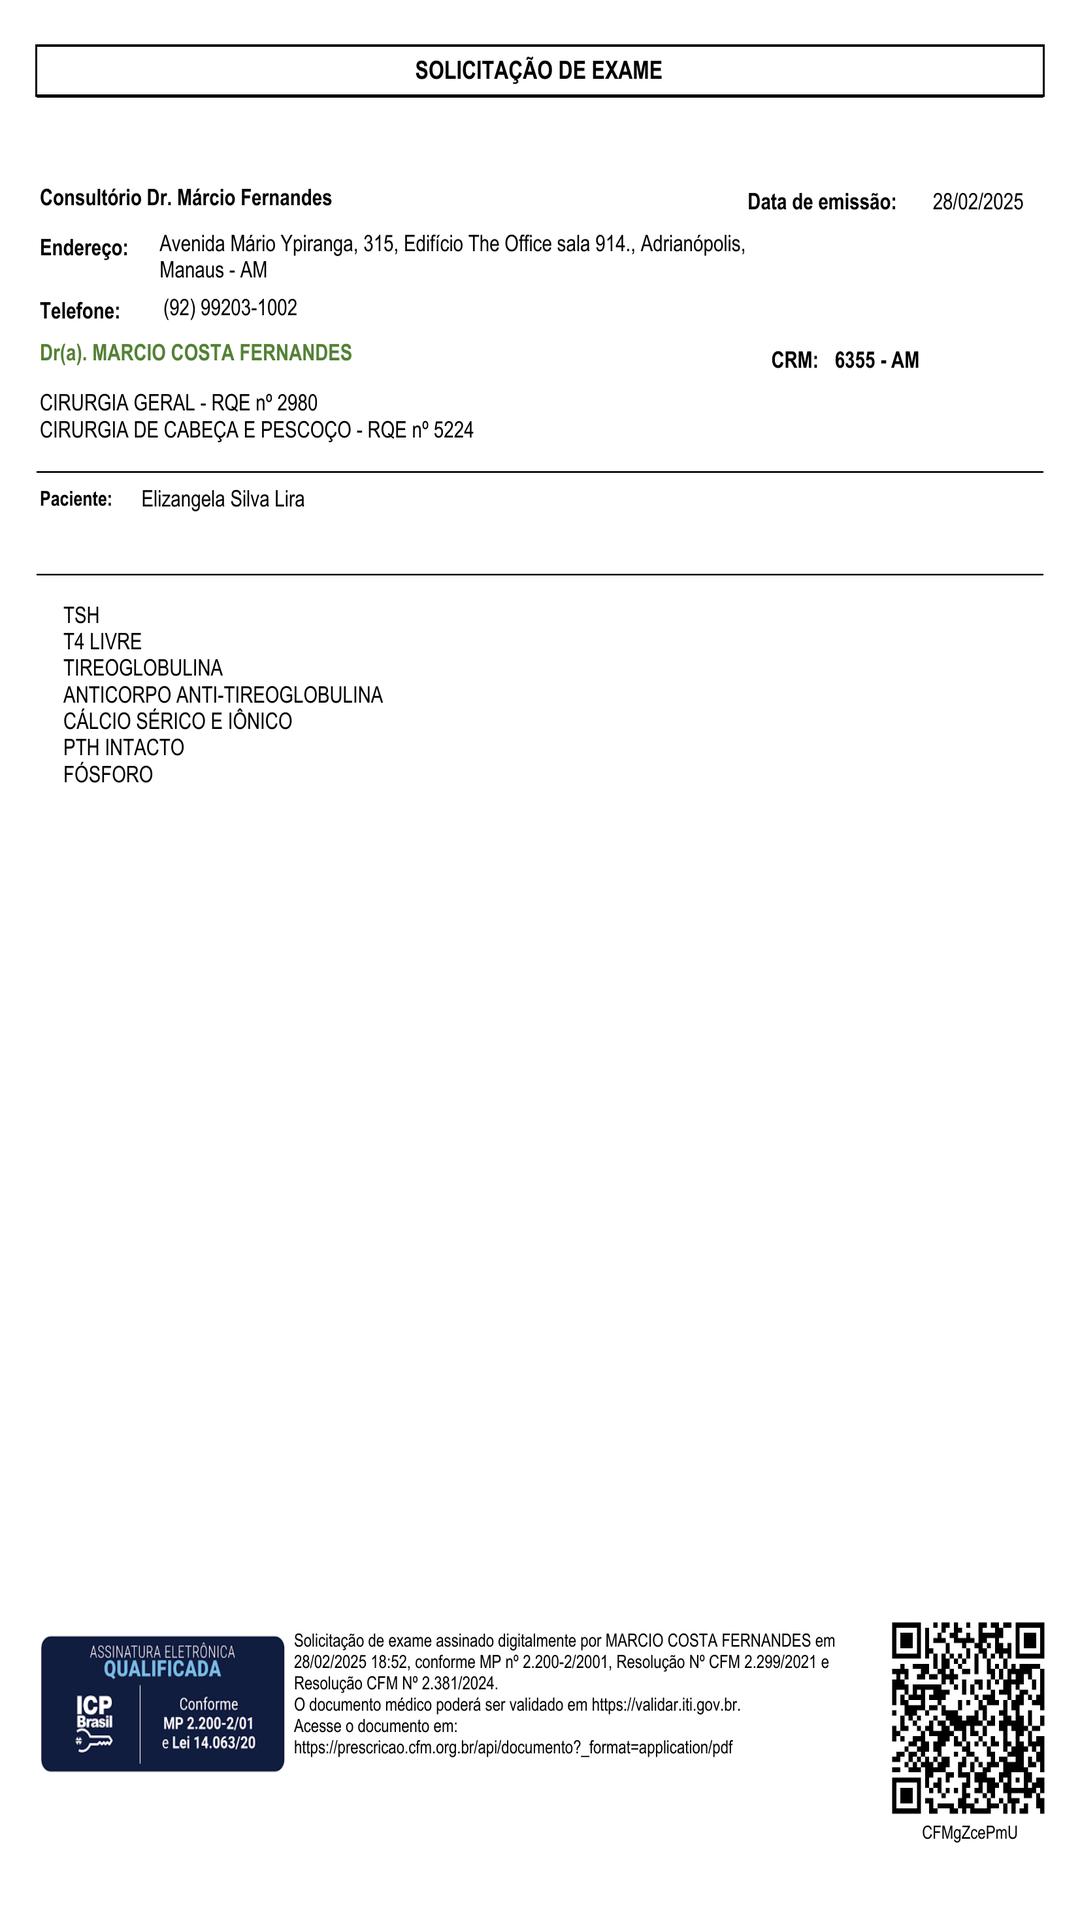 SOLICITAÇÃO DE EXAME
Consultório Dr. Márcio Fernandes
Data de emissão: 28/02/2025
Endereço: Avenida Mário Ypiranga, 315, Edifício The Office sala 914., Adrianópolis,
Manaus - AM
Telefone: (92) 99203-1002
Dr(a). MARCIO COSTA FERNANDES
CRM: 6355 - AM
CIRURGIA GERAL - RQE nº 2980
CIRURGIA DE CABEÇA E PESCOÇO - RQE nº 5224
Paciente: Elizangela Silva Lira
TSH
T4 LIVRE
TIREOGLOBULINA
ANTICORPO ANTI-TIREOGLOBULINA
CÁLCIO SÉRICO E IÔNICO
PTH INTACTO
FÓSFORO
ASSINATURA ELETRÔNICA
QUALIFICADA
ICP
Brasil
Conforme
MP 2.200-2/01
e Lei 14.063/20
Solicitação de exame assinado digitalmente por MARCIO COSTA FERNANDES em
28/02/2025 18:52, conforme MP nº 2.200-2/2001, Resolução Nº CFM 2.299/2021 e
Resolução CFM Nº 2.381/2024.
O documento médico poderá ser validado em https://validar.iti.gov.br.
Acesse o documento em:
https://prescricao.cfm.org.br/api/documento?_format=application/pdf
CFMgZcePmU